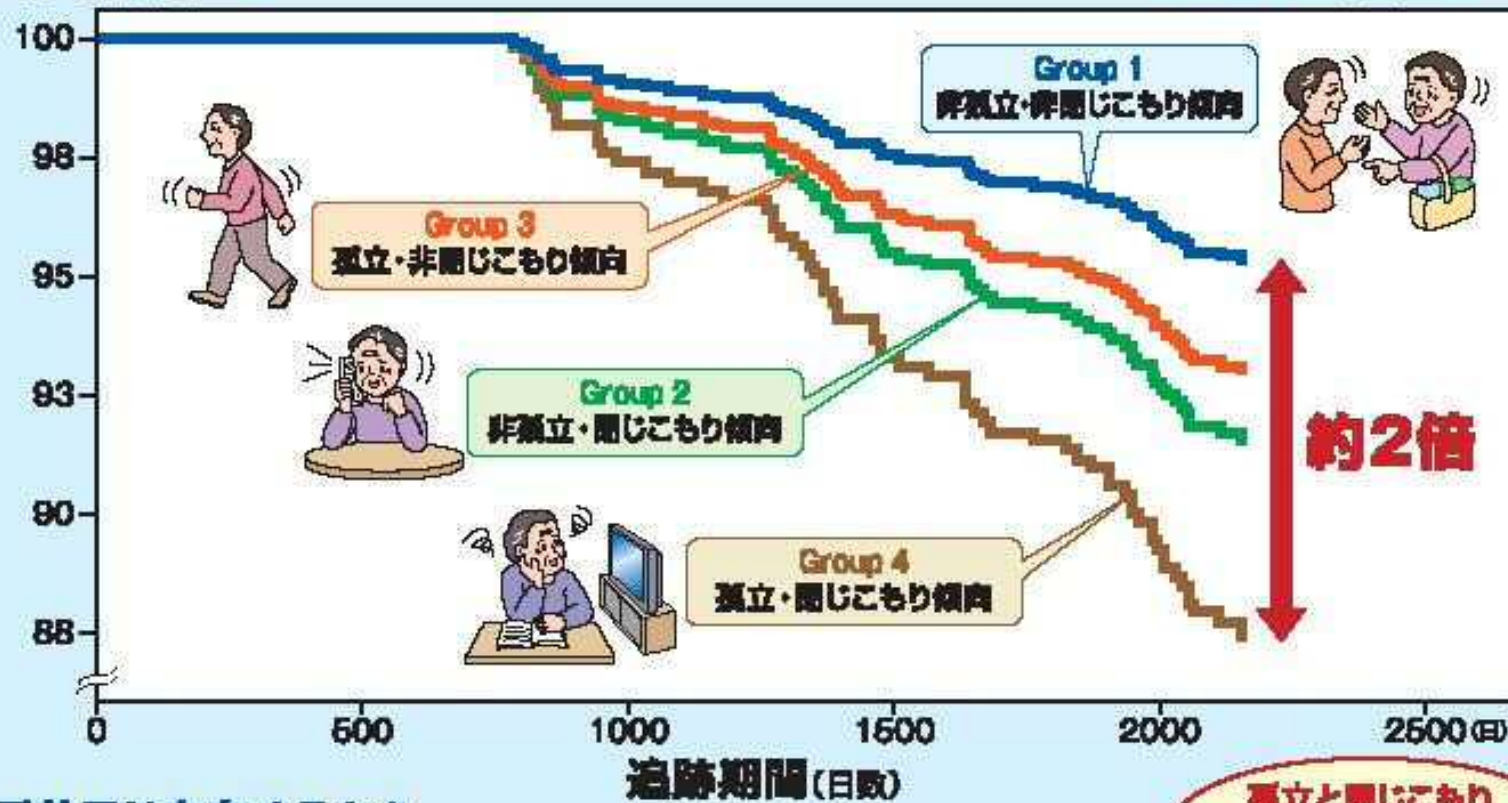 100
98
95
93
90
88
Group 1
非孤立・非閉じこもり傾向
Group 3
孤立・非閉じこもり傾向
Group 2
非孤立・閉じこもり傾向
Group 4
孤立・閉じこもり傾向
約2倍
0
500
1000
1500
2000
2500(日)
追跡期間(日数)
孤立と閉じこもり